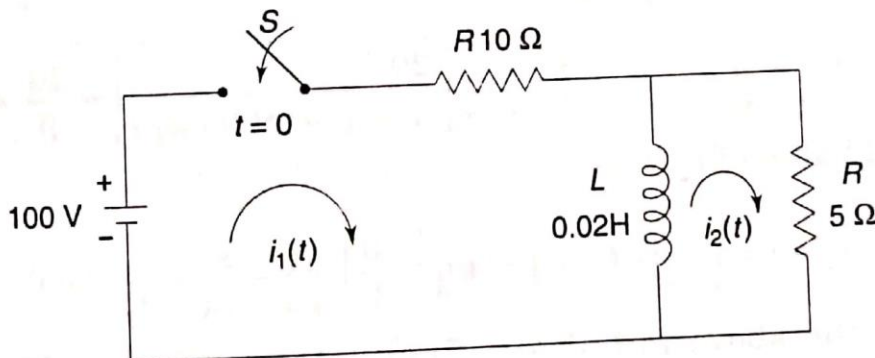 S
R 10 Ω
t = 0
+
100 V
-
i₁(t)
L
0.02H
i₂(t)
R
5 Ω